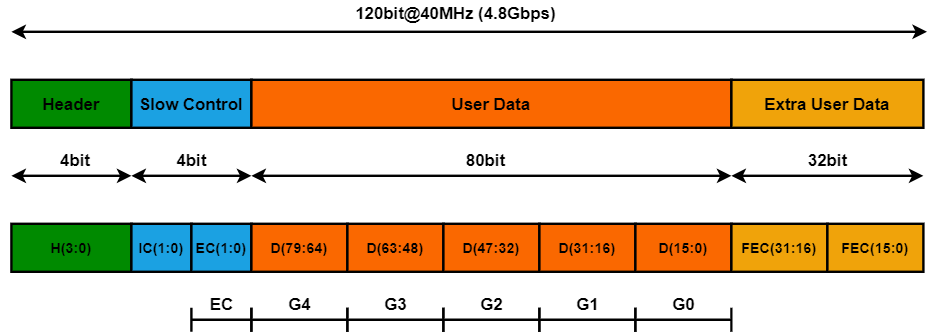 120bit@40MHz (4.8Gbps)
Header Slow Control User Data Extra User Data
4bit 4bit 80bit 32bit
H(3:0) IC(1:0) EC(1:0) D(79:64) D(63:48) D(47:32) D(31:16) D(15:0) FEC(31:16) FEC(15:0)
EC G4 G3 G2 G1 G0